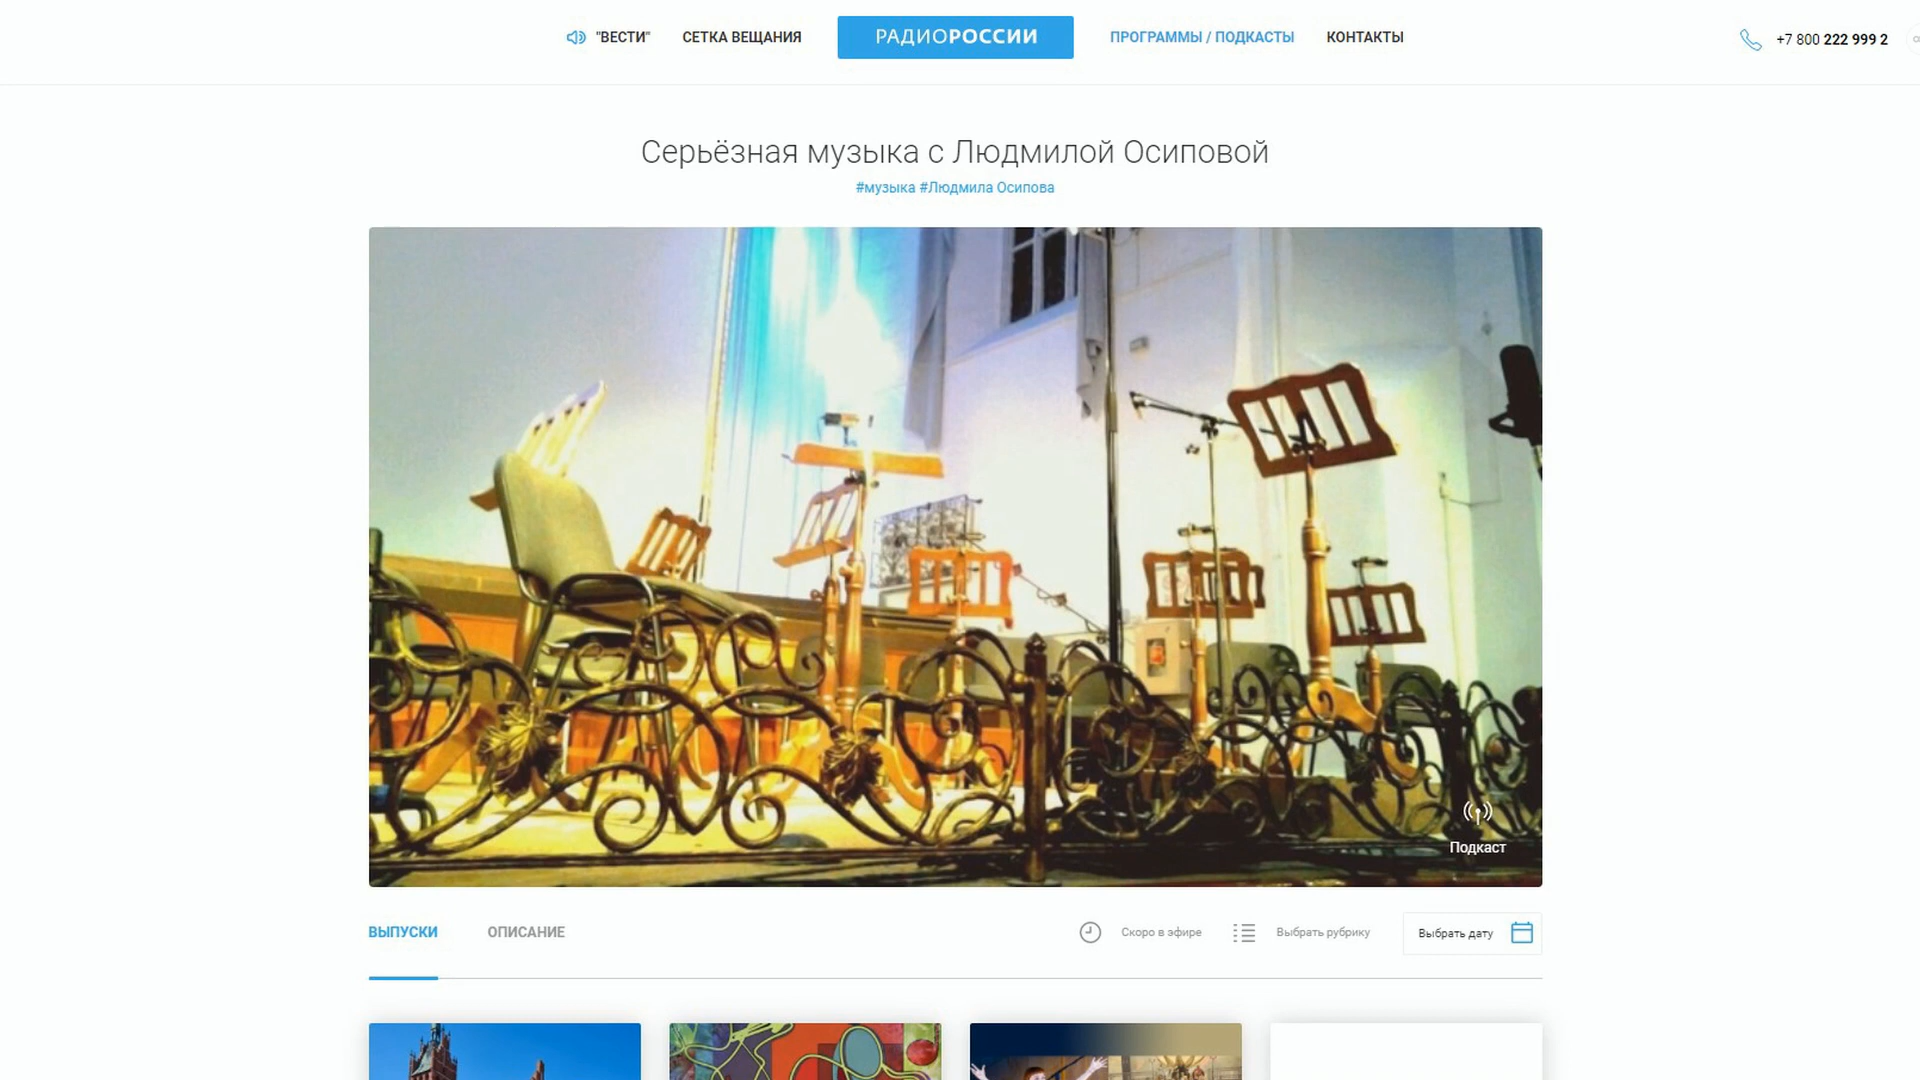 "ВЕСТИ" СЕТКА ВЕЩАНИЯ РАДИОРОССИИ ПРОГРАММЫ / ПОДКАСТЫ КОНТАКТЫ +7 800 222 999 2
Серьёзная музыка с Людмилой Осиповой
#музыка #Людмила Осипова
Подкаст
ВЫПУСКИ ОПИСАНИЕ Скоро в эфире Выбрать рубрику Выбрать дату